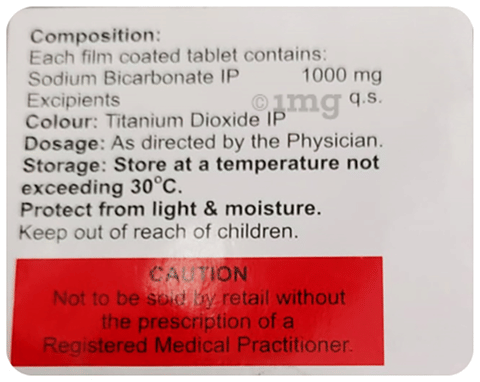 Composition:
Each film coated tablet contains:
Sodium Bicarbonate IP 1000 mg
Excipients q.s.
©1mg
Colour: Titanium Dioxide IP
Dosage: As directed by the Physician.
Storage: Store at a temperature not
exceeding 30°C.
Protect from light & moisture.
Keep out of reach of children.
CAUTION
Not to be sold by retail without
the prescription of a
Registered Medical Practitioner.